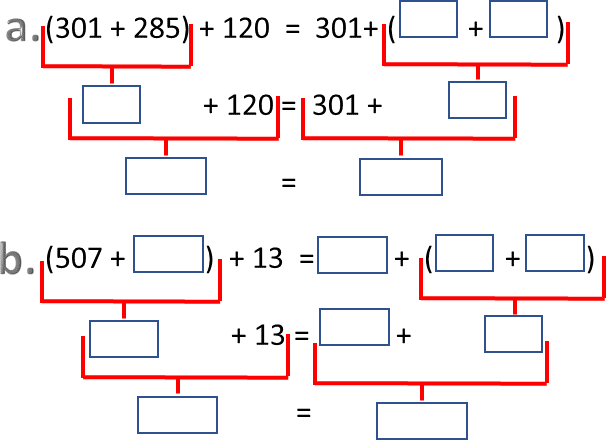 a. (301 + 285) + 120 = 301+ ( + )
+ 120 = 301 +
=
b. (507 + ) + 13 = + ( + )
+ 13 = +
=